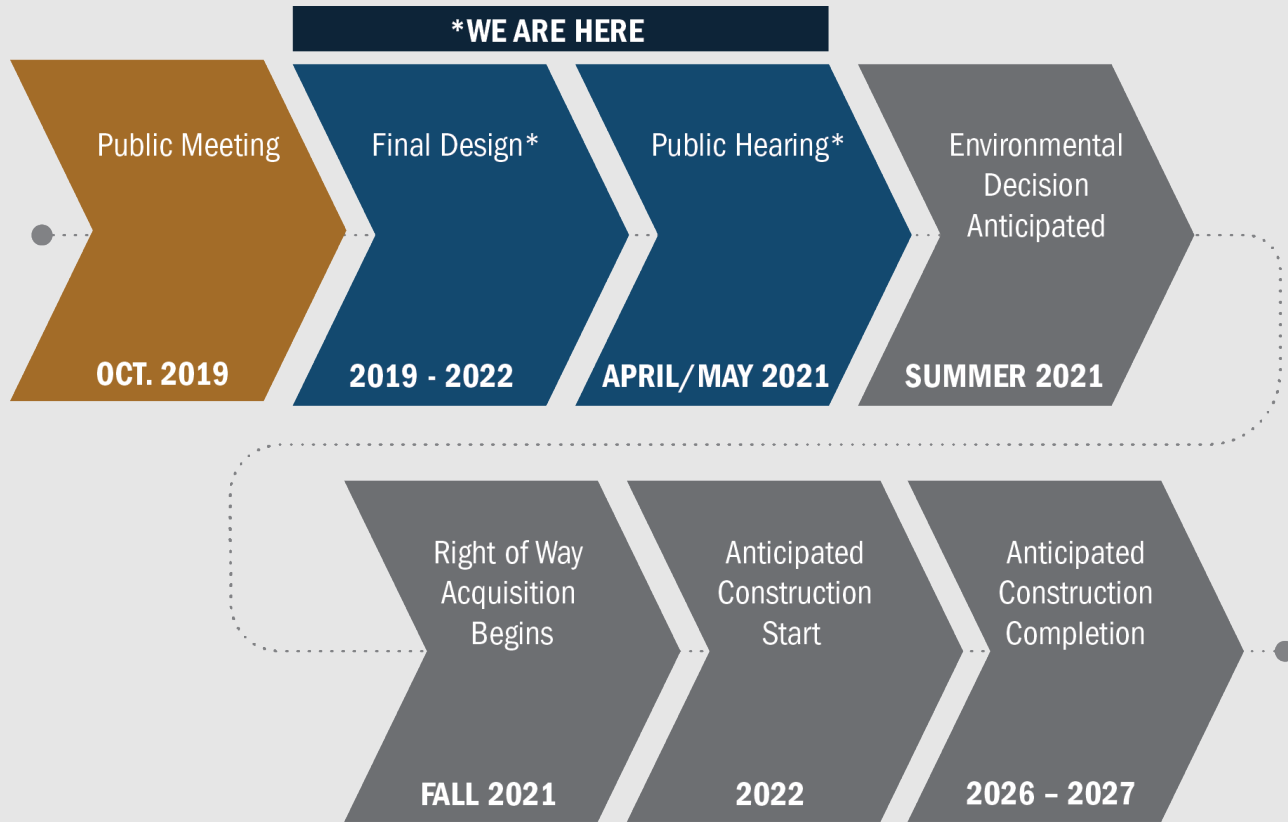 *WE ARE HERE
Public Meeting
OCT. 2019
Final Design*
2019 - 2022
Public Hearing*
APRIL/MAY 2021
Environmental
Decision
Anticipated
SUMMER 2021
Right of Way
Acquisition
Begins
FALL 2021
Anticipated
Construction
Start
2022
Anticipated
Construction
Completion
2026 – 2027